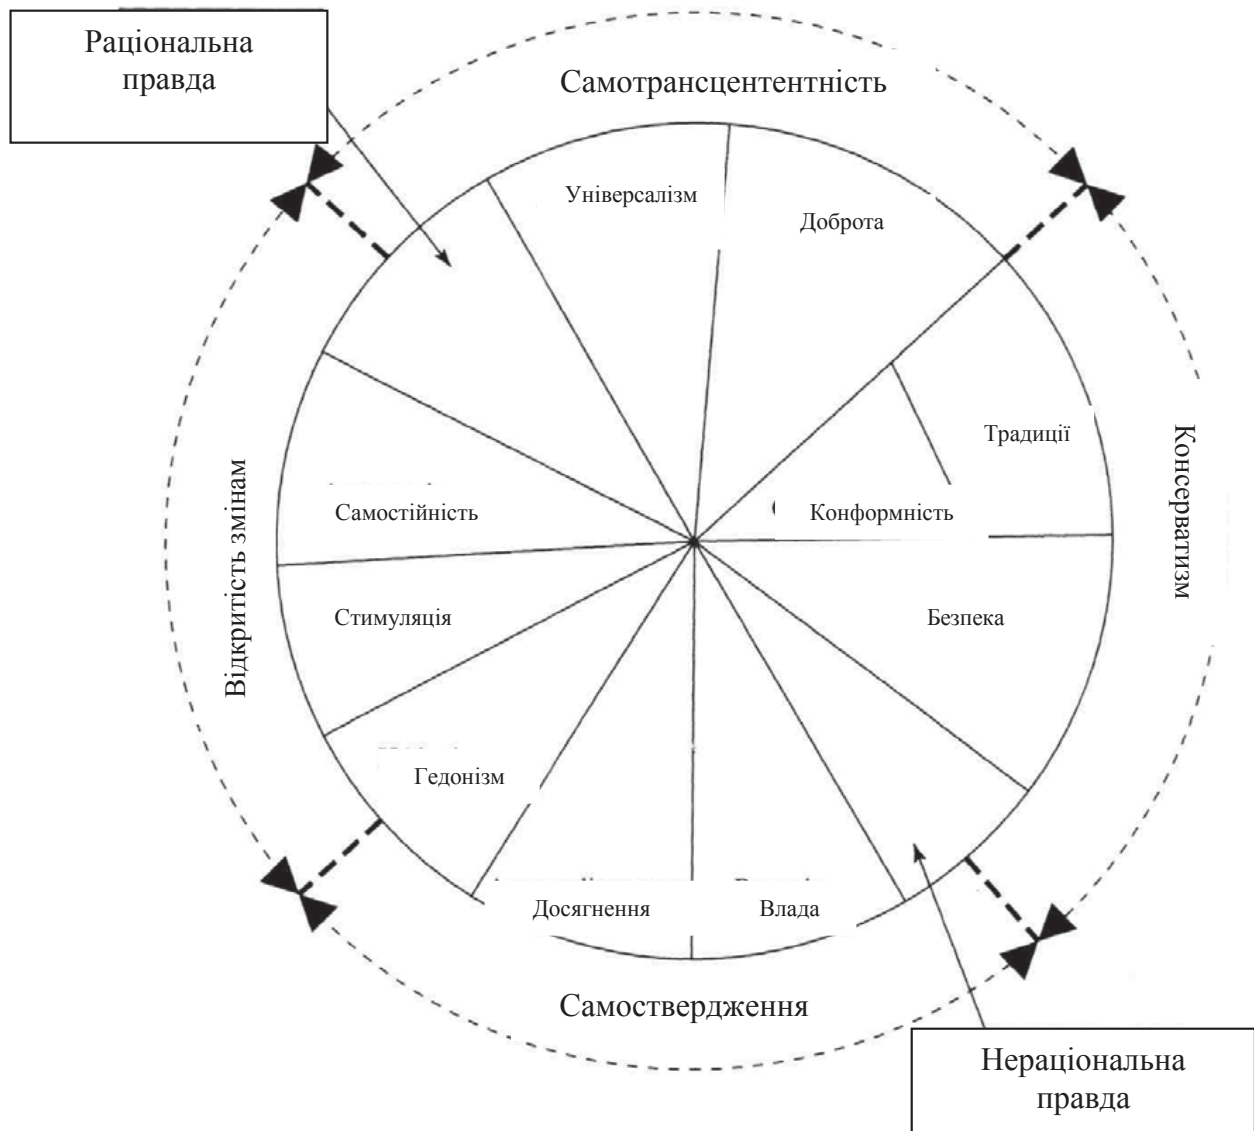 Раціональна
правда
Самотрансцентентність
Універсалізм
Доброта
Традиції
Консерватизм
Конформність
Самостійність
Відкритість змінам
Стимуляція
Безпека
Гедонізм
Досягнення
Влада
Самоствердження
Нераціональна
правда